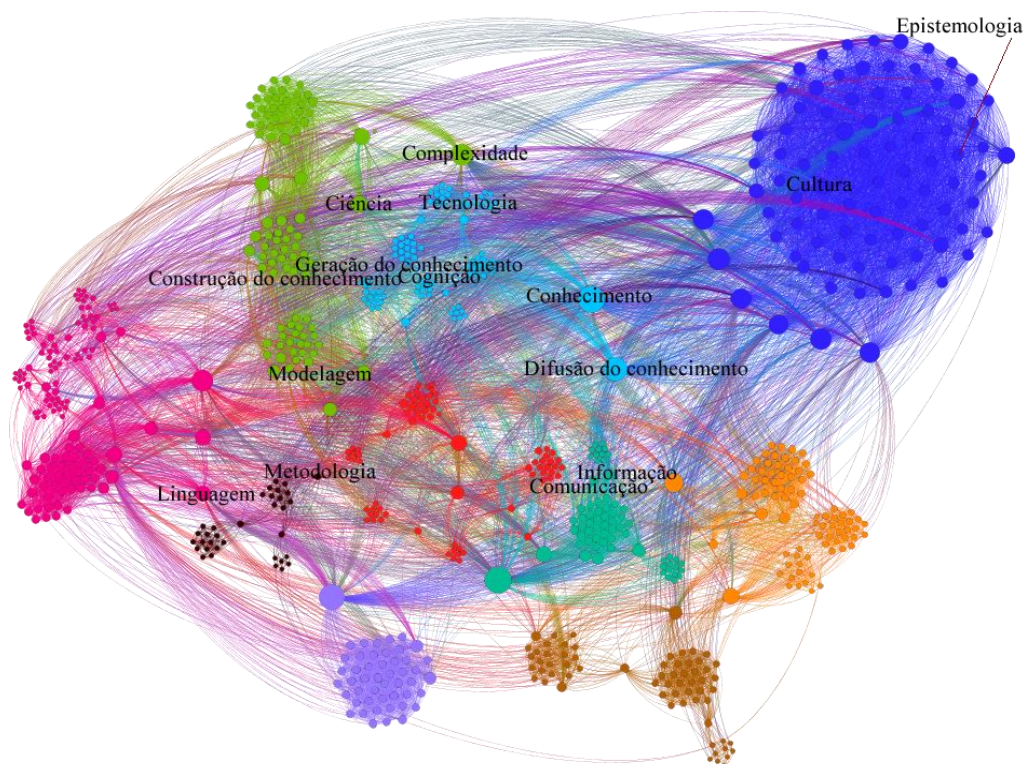 Epistemologia
Complexidade
Cultura
Ciência
Tecnologia
Geração do conhecimento
Construção do conhecimento
Cognição
Conhecimento
Difusão do conhecimento
Modelagem
Metodologia
Informação
Comunicação
Linguagem